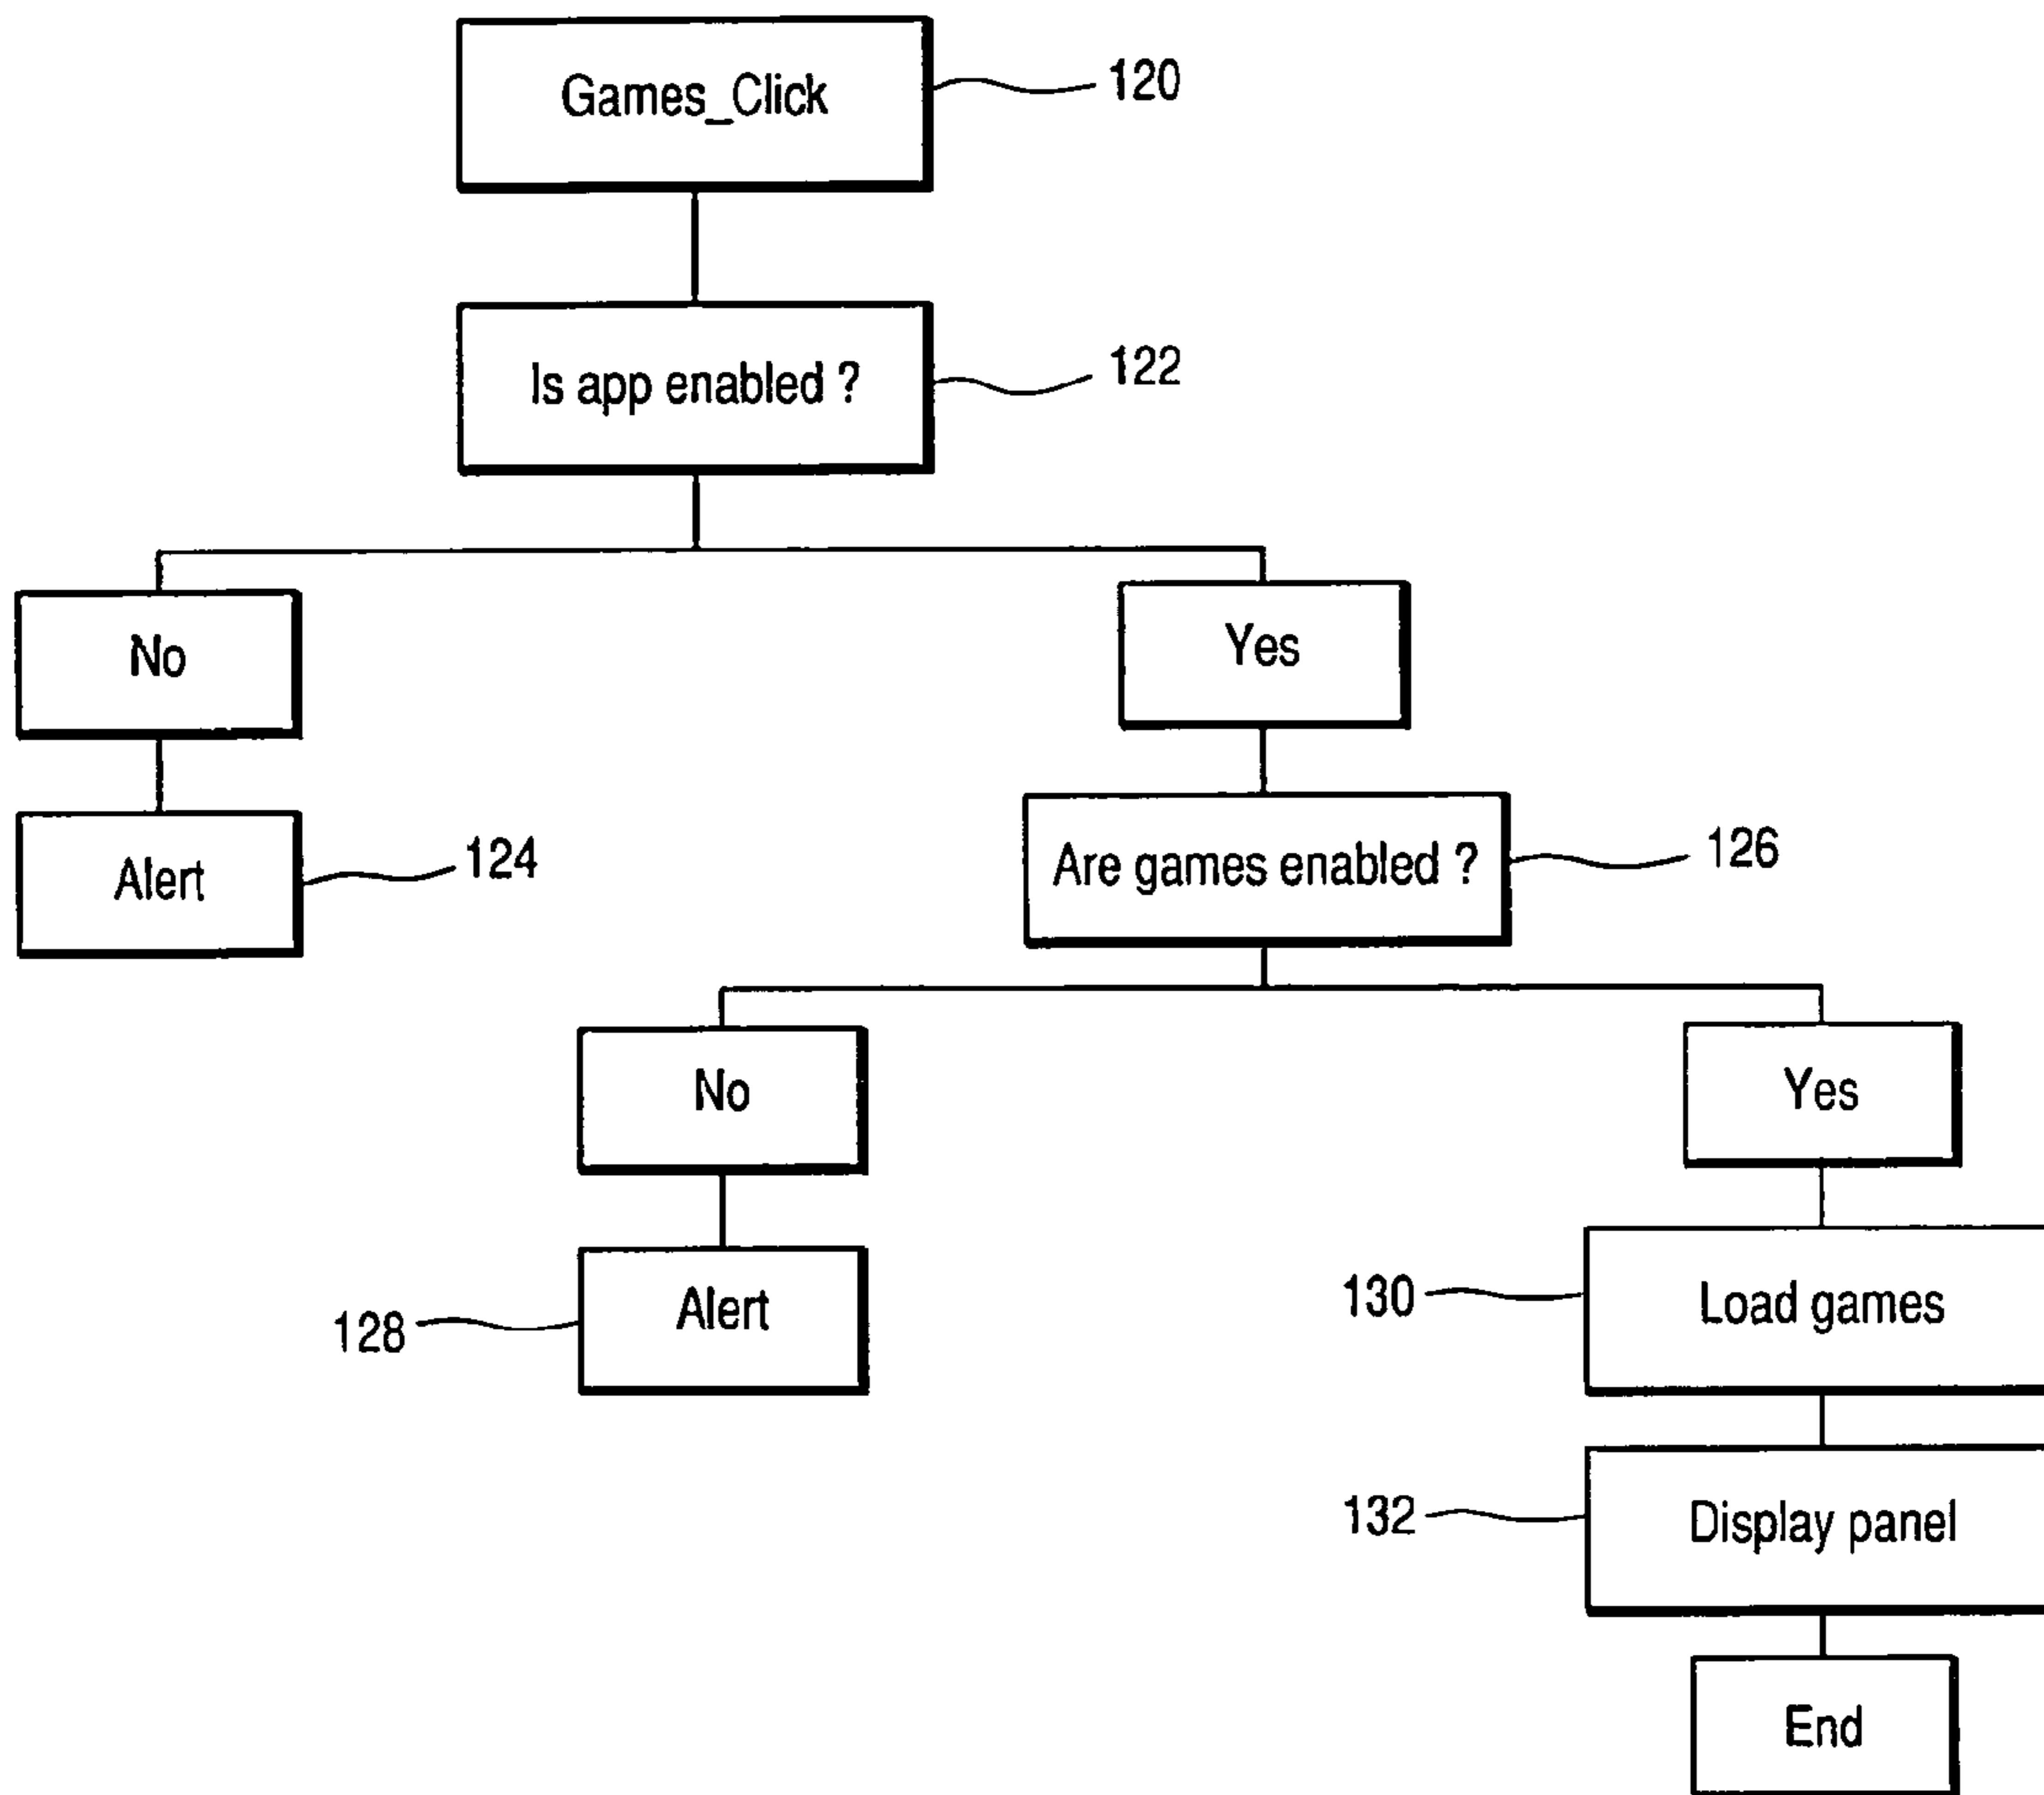 Games_Click
120
Is app enabled ?
122
No
Yes
Alert
124
Are games enabled ?
126
No
Yes
128
Alert
130
Load games
132
Display panel
End